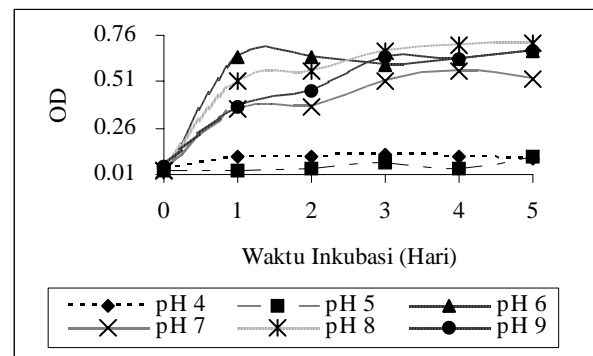 0.76
0.51
0.26
0.01
OD
0 1 2 3 4 5
Waktu Inkubasi (Hari)
pH 4 pH 5 pH 6
pH 7 pH 8 pH 9